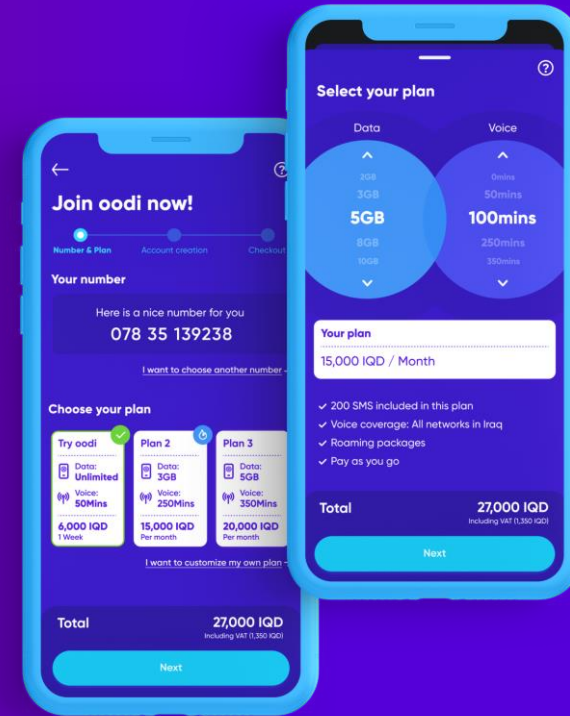 Join oodi now!
Number & Plan
Account creation
Checkout
Your number
Here is a nice number for you
078 35 139238
I want to choose another number
Choose your plan
Try oodi
Data:
Unlimited
Voice:
50Mins
6,000 IQD
1 Week
Plan 2
Data:
3GB
Voice:
250Mins
15,000 IQD
Per month
Plan 3
Data:
5GB
Voice:
350Mins
20,000 IQD
Per month
I want to customize my own plan
Total
27,000 IQD
Including VAT (1,350 IQD)
Next
?
Select your plan
Data
2GB
3GB
5GB
8GB
10GB
Voice
0mins
50mins
100mins
250mins
350mins
Your plan
15,000 IQD / Month
200 SMS included in this plan
Voice coverage: All networks in Iraq
Roaming packages
Pay as you go
Total
27,000 IQD
Including VAT (1,350 IQD)
Next